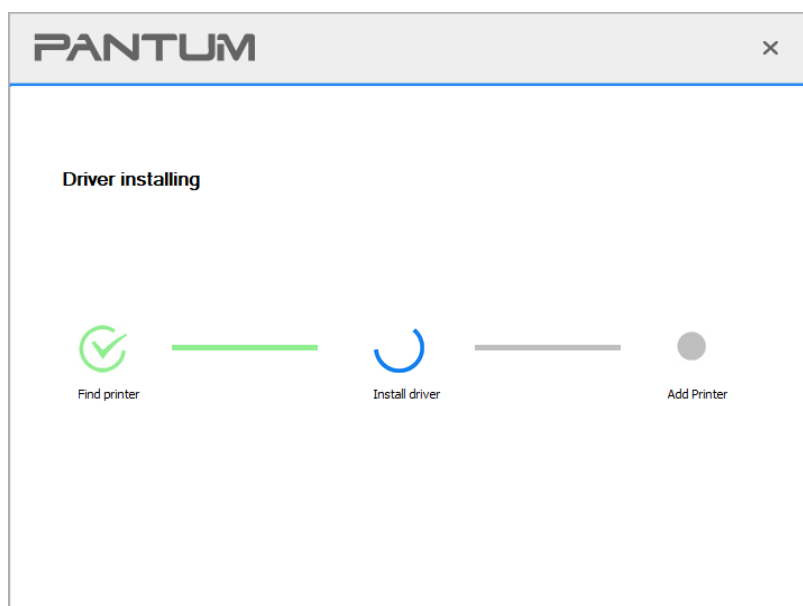 PANTUM
Driver installing
Find printer
Install driver
Add Printer